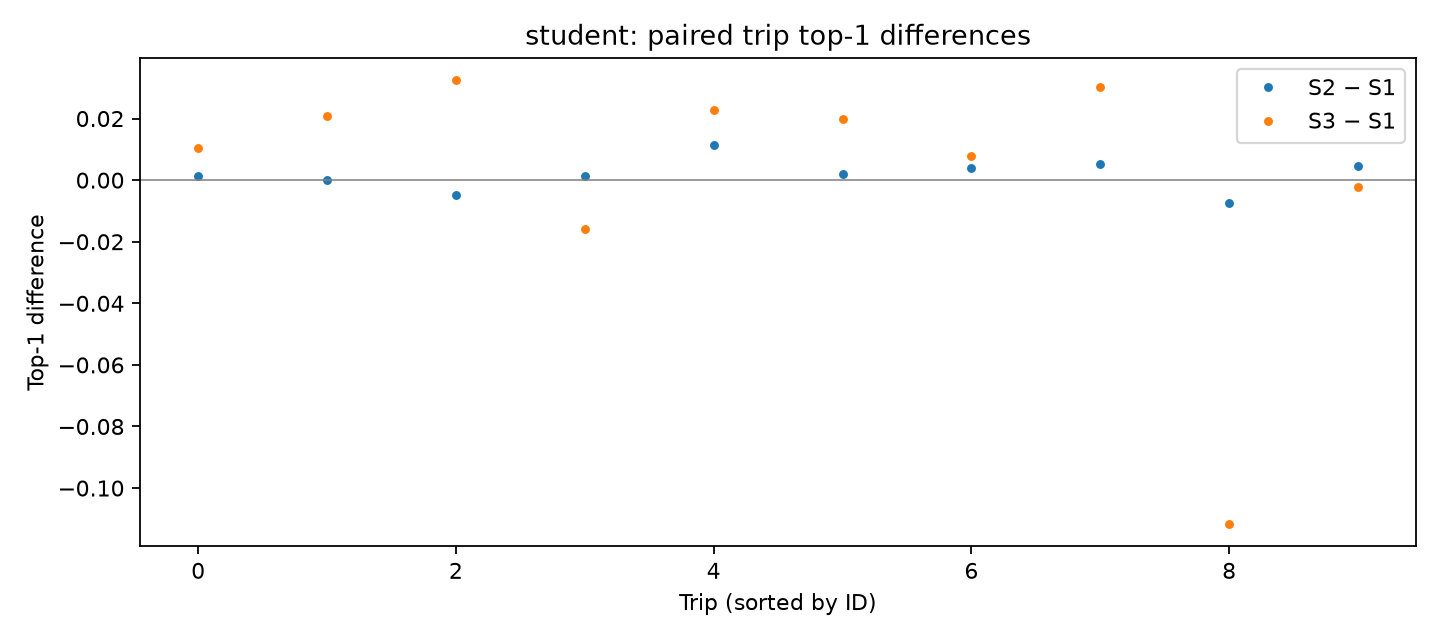 student: paired trip top-1 differences
S2 − S1
S3 − S1
Top-1 difference
0.02
0.00
−0.02
−0.04
−0.06
−0.08
−0.10
0 2 4 6 8
Trip (sorted by ID)